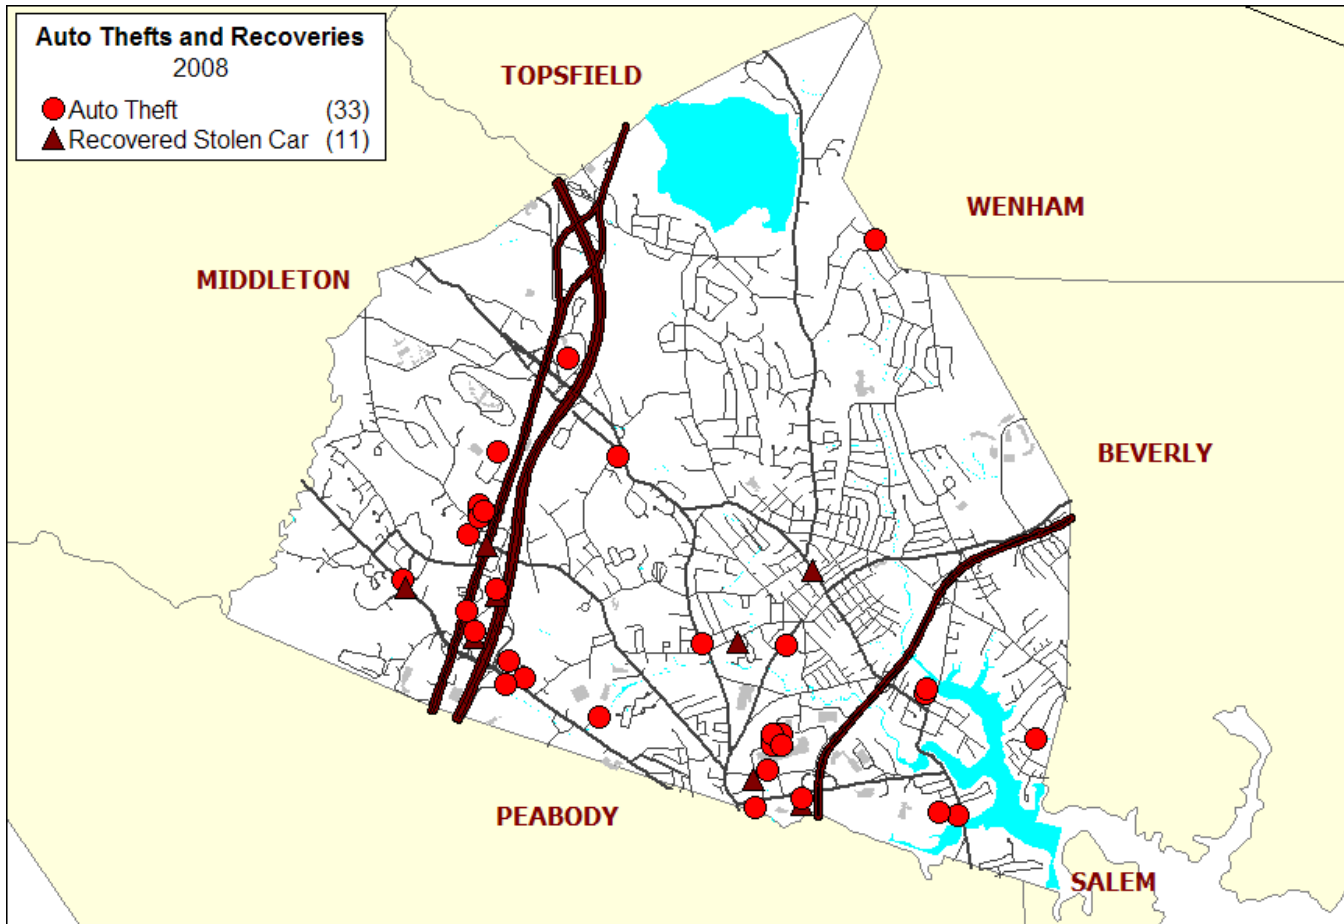 Auto Thefts and Recoveries
2008
Auto Theft (33)
Recovered Stolen Car (11)
TOPSFIELD
WENHAM
MIDDLETON
BEVERLY
PEABODY
SALEM